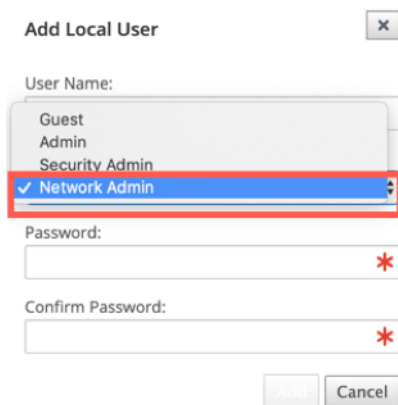 Add Local User
User Name:
Guest
Admin
Security Admin
✓ Network Admin
Password:
Confirm Password:
Add
Cancel